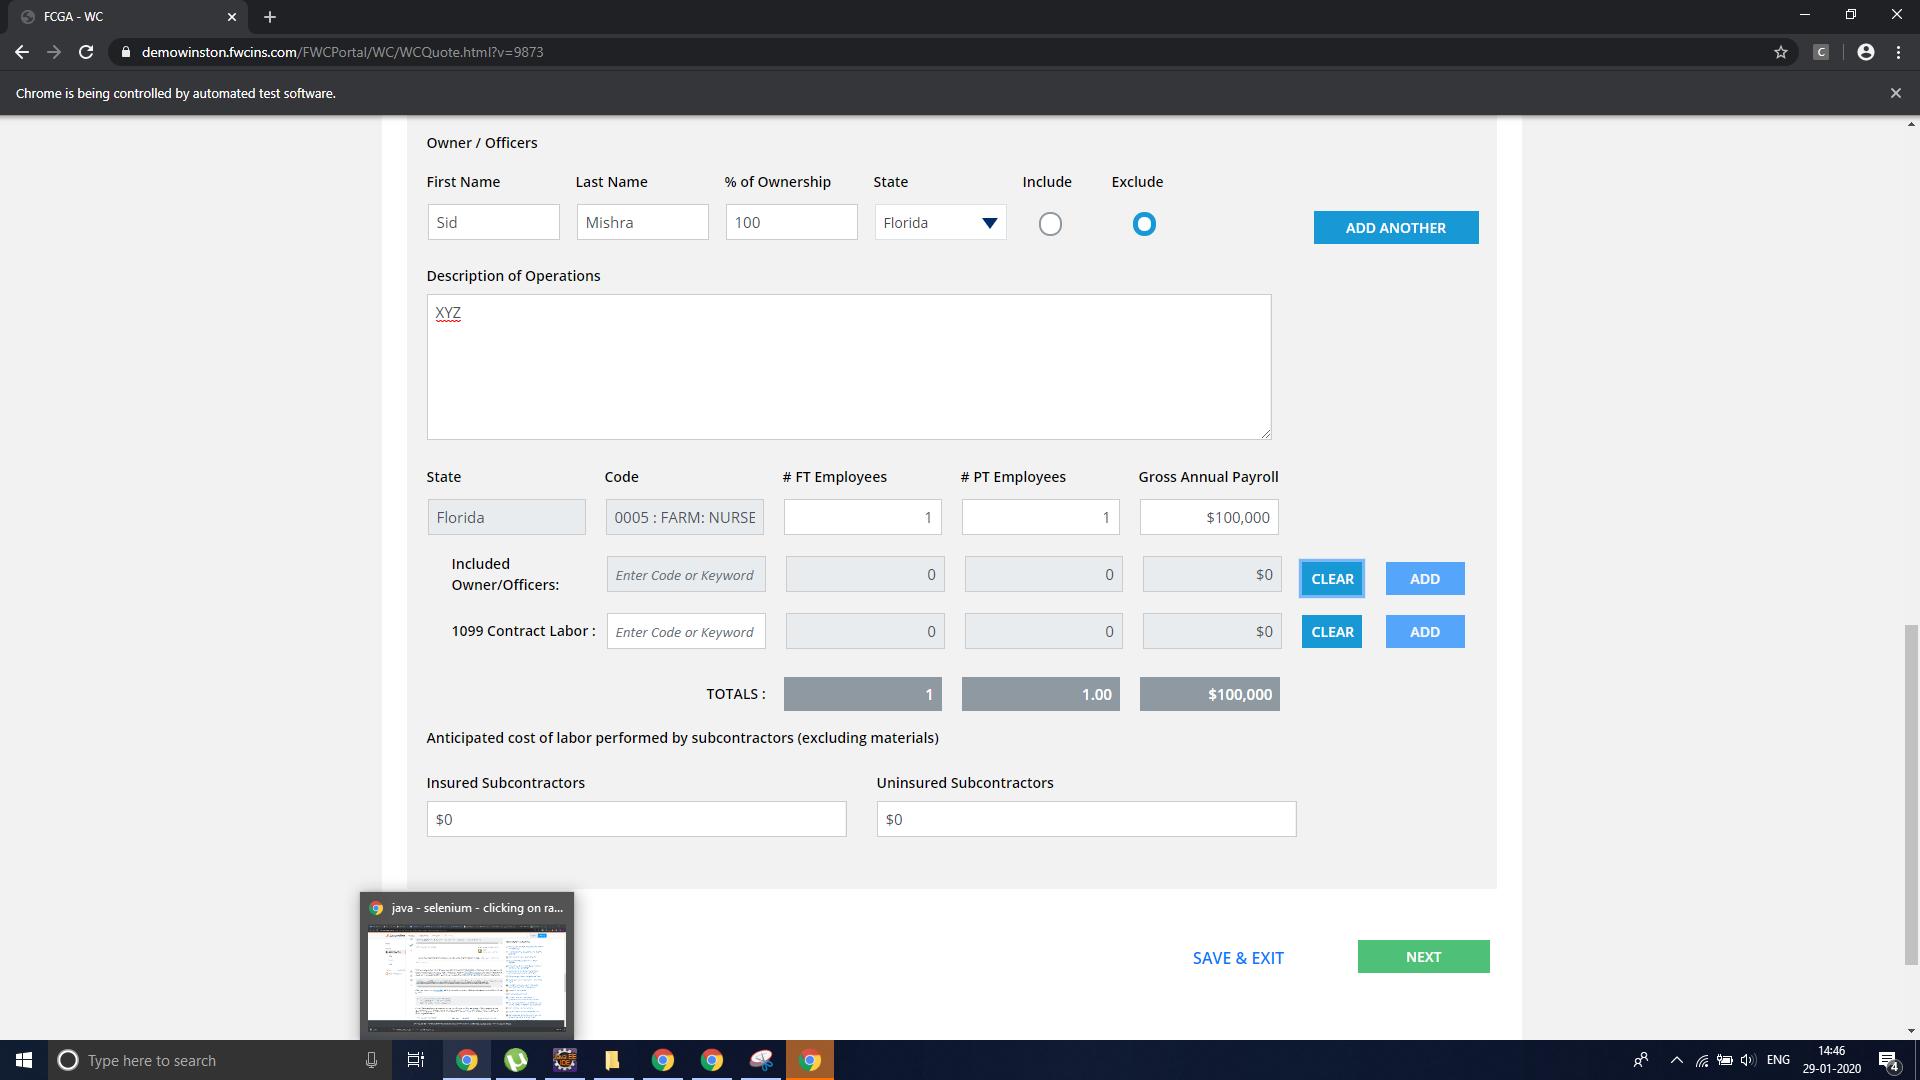 FCGA - WC
demowinston.fwcins.com/FWCPortal/WC/WCQuote.html?v=9873
C
Chrome is being controlled by automated test software.
Owner / Officers
First Name Last Name % of Ownership State Include Exclude
Sid Mishra 100 Florida
ADD ANOTHER
Description of Operations
XYZ
State Code # FT Employees # PT Employees Gross Annual Payroll
Florida 0005 : FARM: NURSE 1 1 $100,000
Included
Owner/Officers:
Enter Code or Keyword 0 0 $0 CLEAR ADD
1099 Contract Labor : Enter Code or Keyword 0 0 $0 CLEAR ADD
TOTALS : 1 1.00 $100,000
Anticipated cost of labor performed by subcontractors (excluding materials)
Insured Subcontractors Uninsured Subcontractors
$0 $0
java - selenium - clicking on ra...
SAVE & EXIT NEXT
Type here to search
ENG
14:46
29-01-2020
4